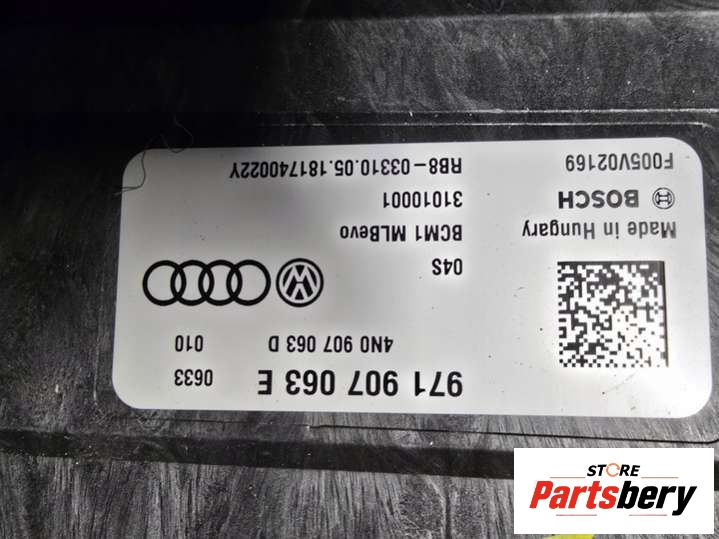 971 907 063 E 0633
4N0 907 063 D 010
04S
BCM1 MLBevo
31010001
RB8-03310.05.181740022Y
Made in Hungary
BOSCH
F005V02169
STORE
Partsbery